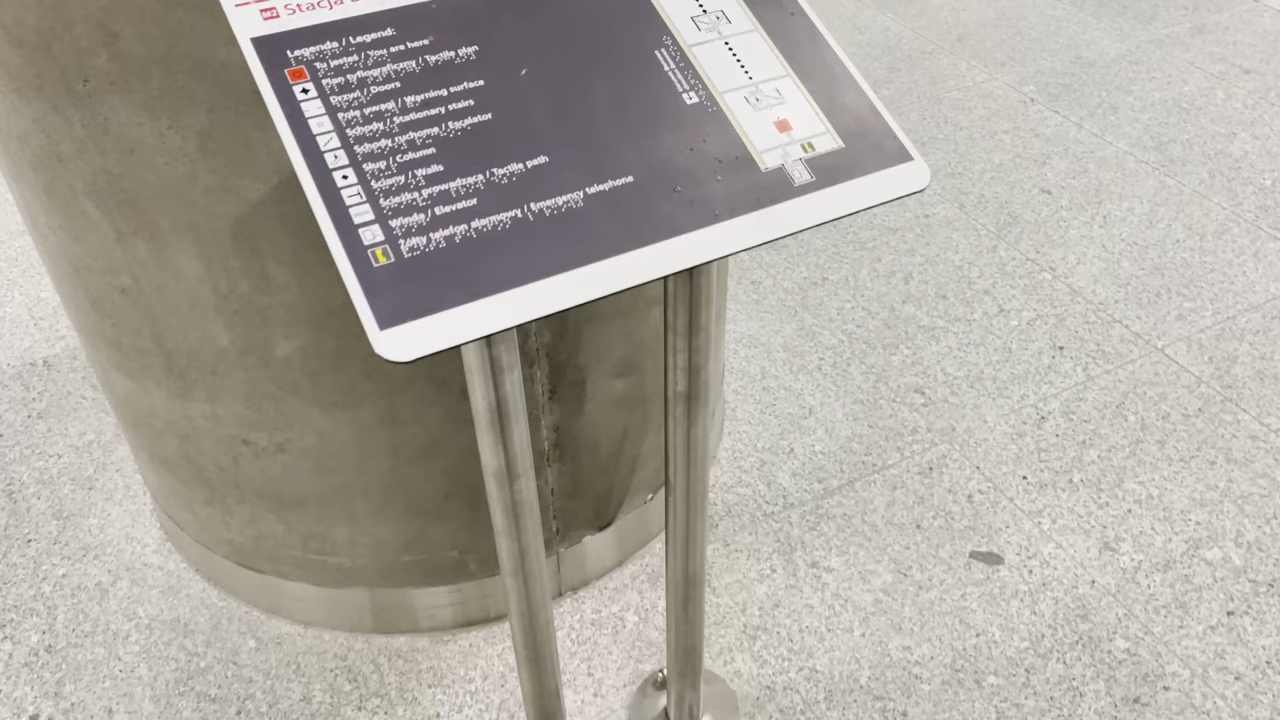 M2 Stacja
Legenda / Legend:
Tu jesteś / You are here
Plan tyflograficzny / Tactile plan
Drzwi / Doors
Pole uwagi / Warning surface
Schody / Stationary stairs
Schody ruchome / Escalator
Słup / Column
Ściany / Walls
Ścieżka prowadząca / Tactile path
Winda / Elevator
Żółty telefon alarmowy / Emergency telephone